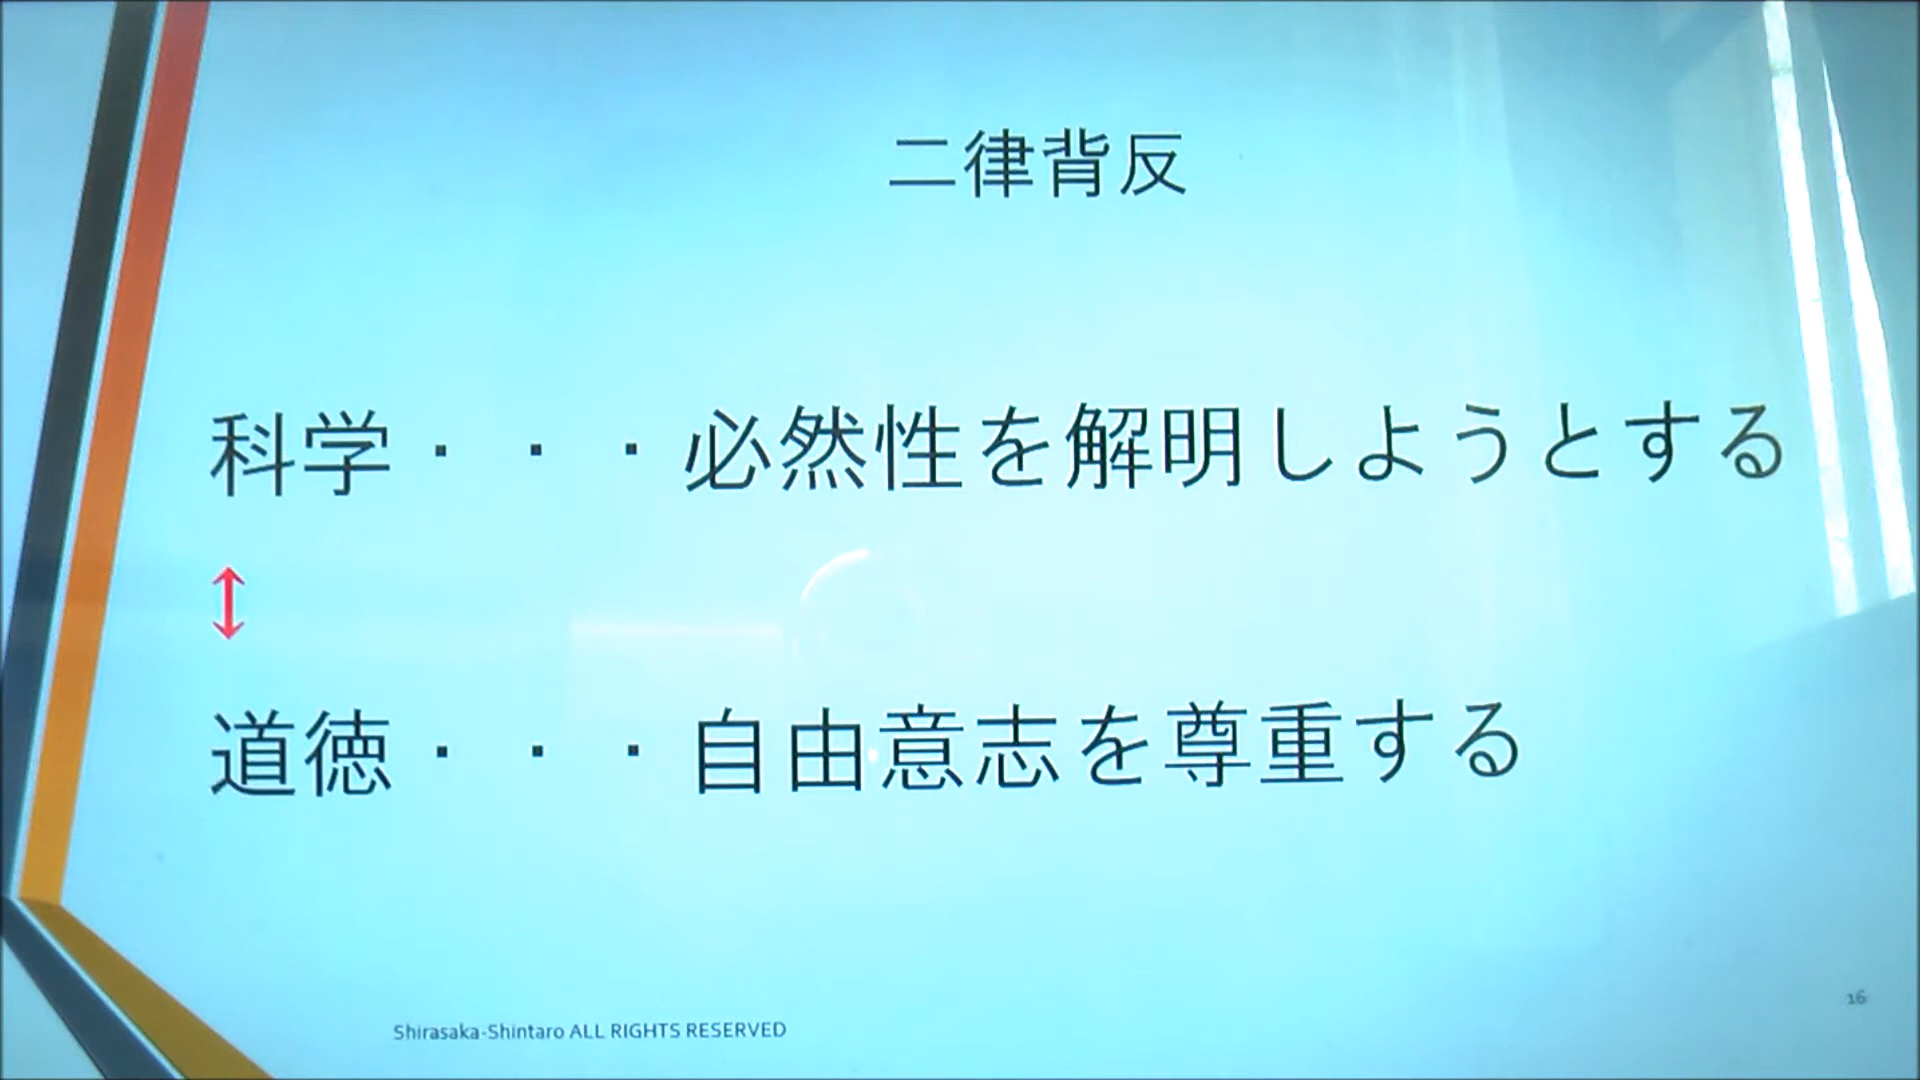 二律背反
科学・・・必然性を解明しようとする
↕
道徳・・・自由意志を尊重する
Shirasaka-Shintaro ALL RIGHTS RESERVED
16